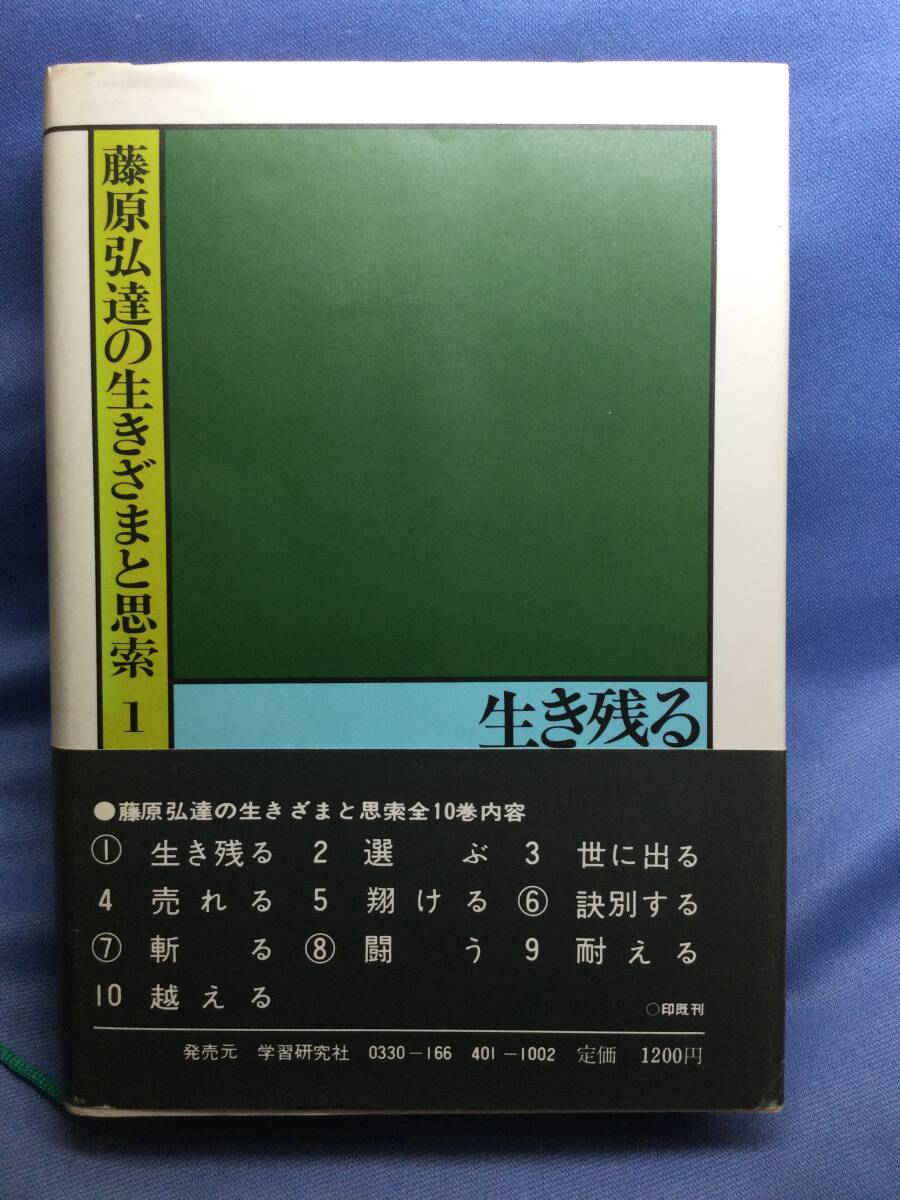 藤原弘達の生きざまと思索 1
生き残る
●藤原弘達の生きざまと思索全10巻内容
① 生き残る 2 選ぶ 3 世に出る
4 売れる 5 翔ける ⑥ 訣別する
⑦ 斬る ⑧ 闘う 9 耐える
10 越える ○印既刊
発売元 学習研究社 0330-166 401-1002 定価 1200円